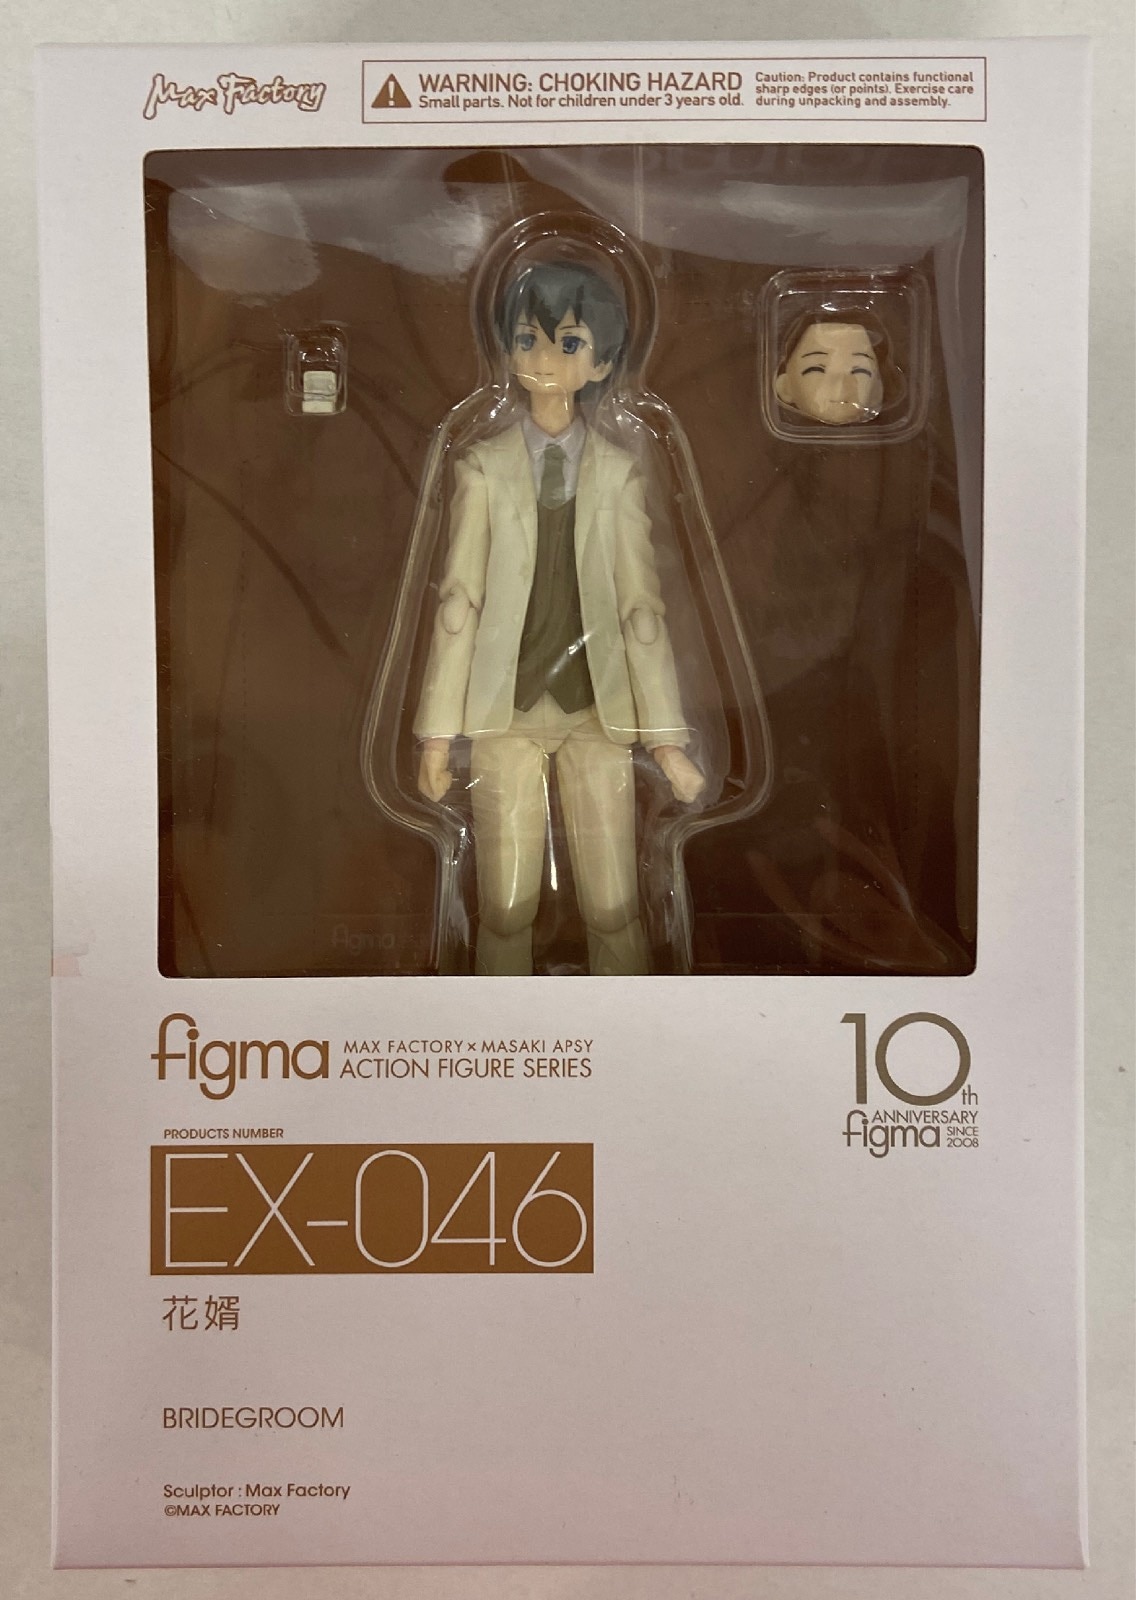 Max Factory
WARNING: CHOKING HAZARD
Small parts. Not for children under 3 years old.
Caution: Product contains functional
sharp edges (or points). Exercise care
during unpacking and assembly.
figma
figma
MAX FACTORY × MASAKI APSY
ACTION FIGURE SERIES
10th
ANNIVERSARY
figma SINCE
2008
PRODUCTS NUMBER
EX-046
花婿
BRIDEGROOM
Sculptor : Max Factory
©MAX FACTORY